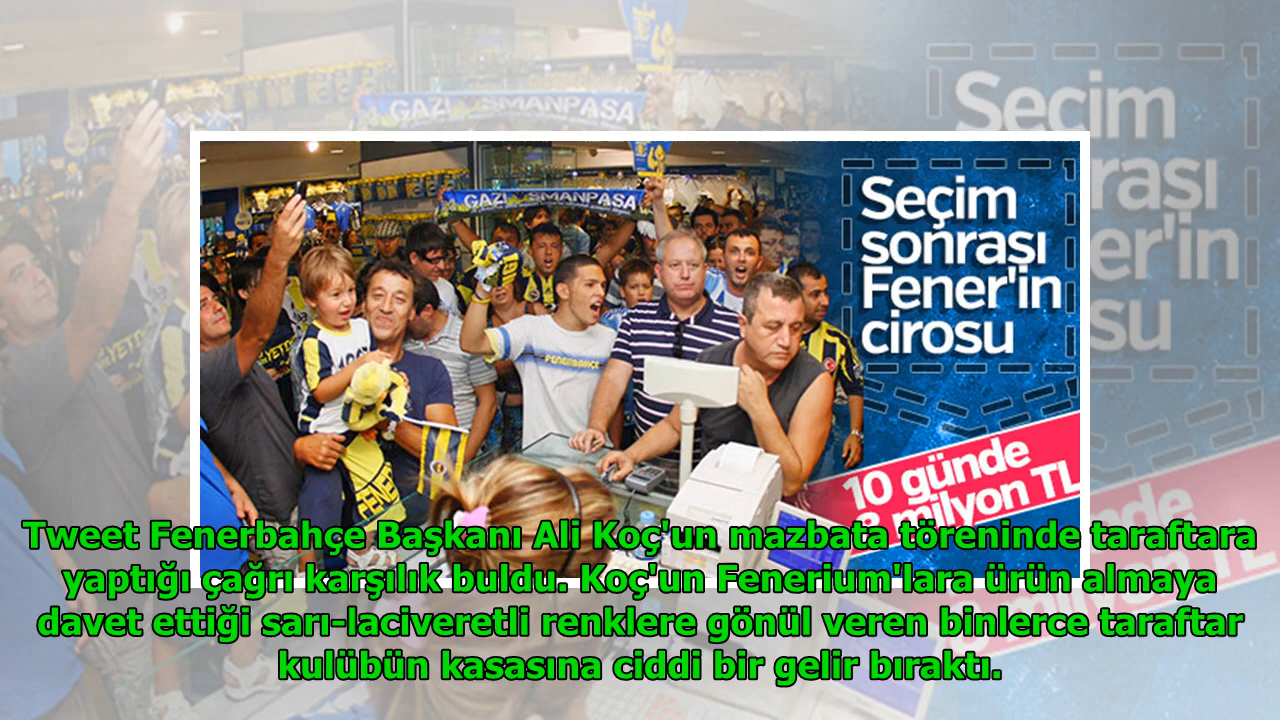 GAZİ SMANPAŞA
Seçim
sonrası
Fener'in
cirosu
10 günde
milyon TL
FENERBAHÇE
Tweet Fenerbahçe Başkanı Ali Koç'un mazbata töreninde taraftara
yaptığı çağrı karşılık buldu. Koç'un Fenerium'lara ürün almaya
davet ettiği sarı-laciveretli renklere gönül veren binlerce taraftar
kulübün kasasına ciddi bir gelir bıraktı.